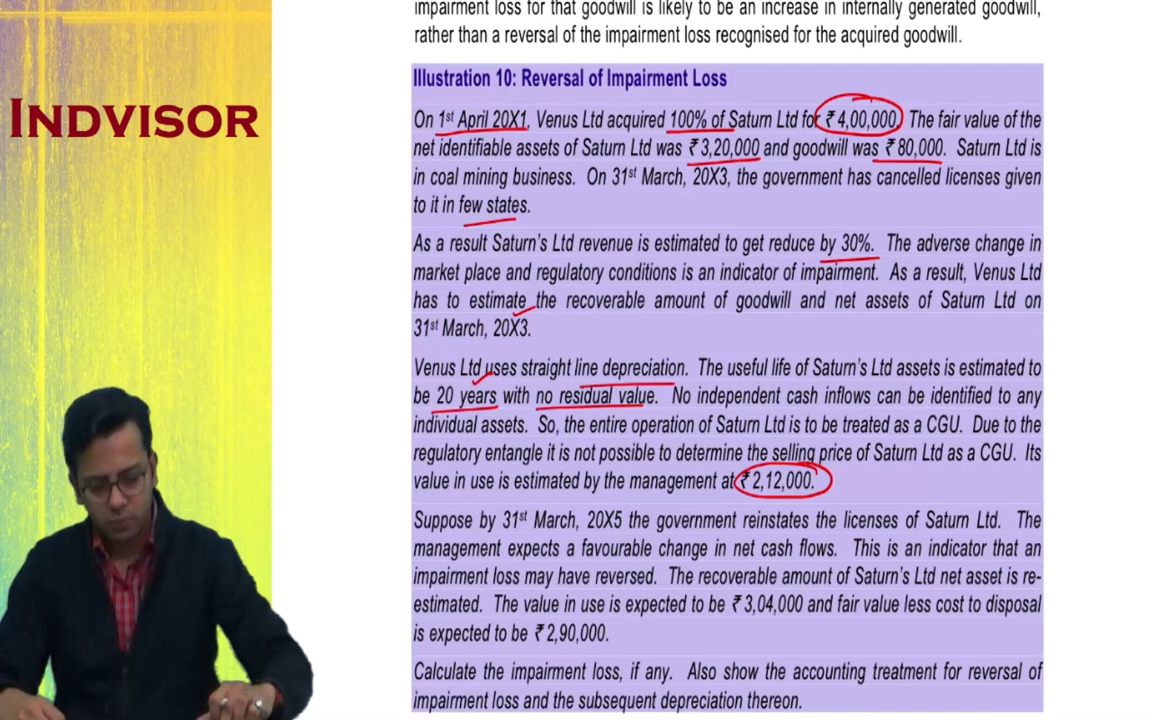 impairment loss for that goodwill is likely to be an increase in internally generated goodwill,
rather than a reversal of the impairment loss recognised for the acquired goodwill.
INDVISOR
Illustration 10: Reversal of Impairment Loss
On 1st April 20X1, Venus Ltd acquired 100% of Saturn Ltd for ₹ 4,00,000. The fair value of the
net identifiable assets of Saturn Ltd was ₹ 3,20,000 and goodwill was ₹ 80,000. Saturn Ltd is
in coal mining business. On 31st March, 20X3, the government has cancelled licenses given
to it in few states.
As a result Saturn's Ltd revenue is estimated to get reduce by 30%. The adverse change in
market place and regulatory conditions is an indicator of impairment. As a result, Venus Ltd
has to estimate the recoverable amount of goodwill and net assets of Saturn Ltd on
31st March, 20X3.
Venus Ltd uses straight line depreciation. The useful life of Saturn's Ltd assets is estimated to
be 20 years with no residual value. No independent cash inflows can be identified to any
individual assets. So, the entire operation of Saturn Ltd is to be treated as a CGU. Due to the
regulatory entangle it is not possible to determine the selling price of Saturn Ltd as a CGU. Its
value in use is estimated by the management at ₹ 2,12,000.
Suppose by 31st March, 20X5 the government reinstates the licenses of Saturn Ltd. The
management expects a favourable change in net cash flows. This is an indicator that an
impairment loss may have reversed. The recoverable amount of Saturn's Ltd net asset is re-
estimated. The value in use is expected to be ₹ 3,04,000 and fair value less cost to disposal
is expected to be ₹ 2,90,000.
Calculate the impairment loss, if any. Also show the accounting treatment for reversal of
impairment loss and the subsequent depreciation thereon.